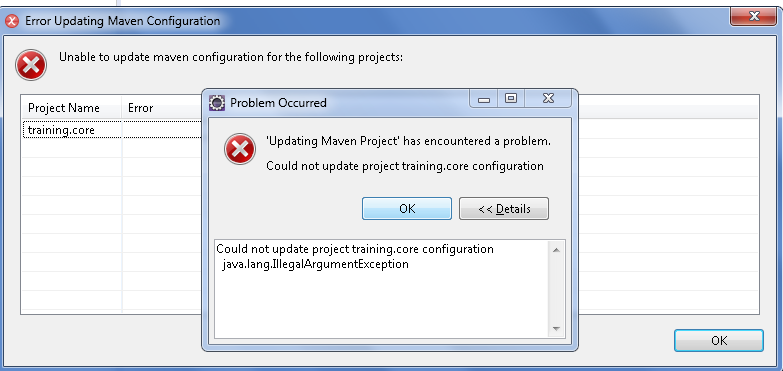 Error Updating Maven Configuration
Unable to update maven configuration for the following projects:
Project Name Error
training.core
Problem Occurred
'Updating Maven Project' has encountered a problem.
Could not update project training.core configuration
OK << Details
Could not update project training.core configuration
java.lang.IllegalArgumentException
OK